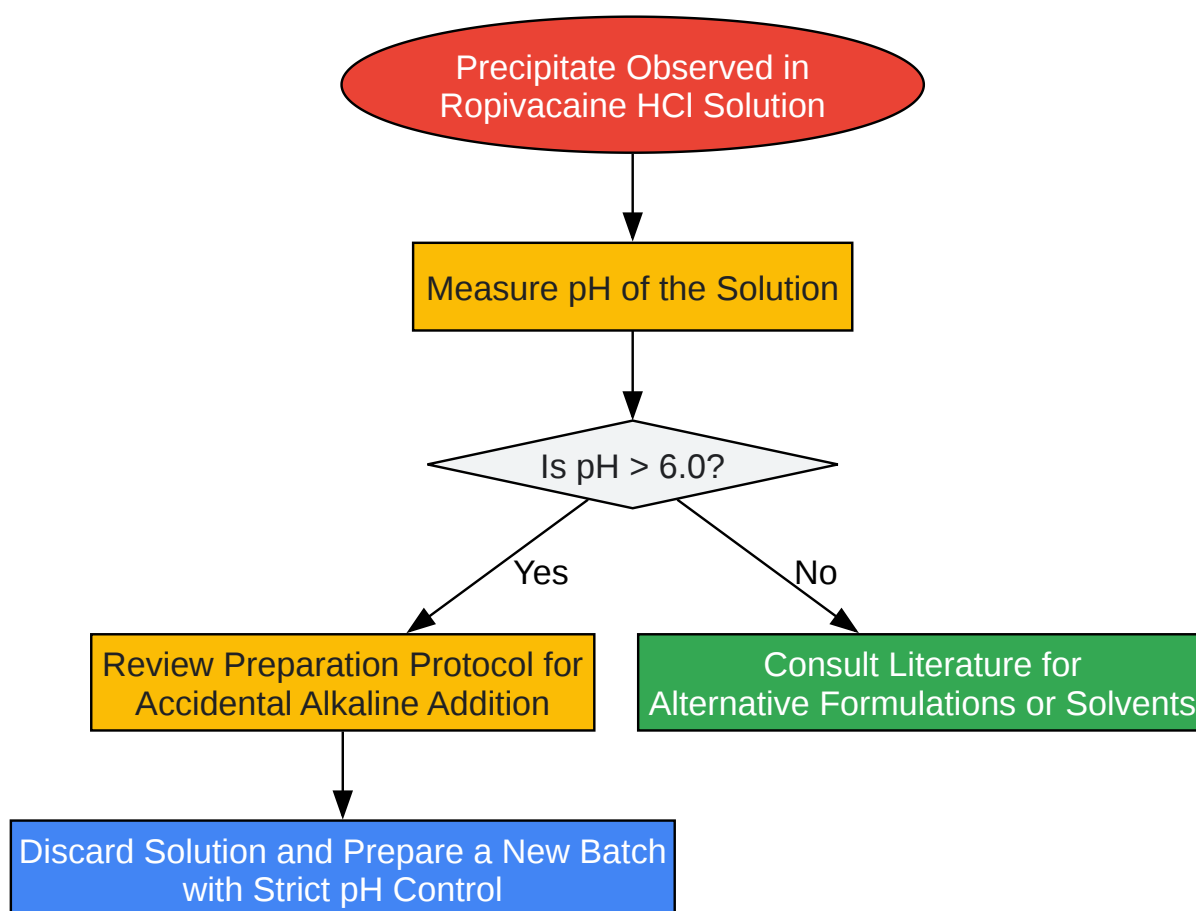 Precipitate Observed in
Ropivacaine HCl Solution
Measure pH of the Solution
Is pH > 6.0?
Yes
No
Review Preparation Protocol for
Accidental Alkaline Addition
Consult Literature for
Alternative Formulations or Solvents
Discard Solution and Prepare a New Batch
with Strict pH Control